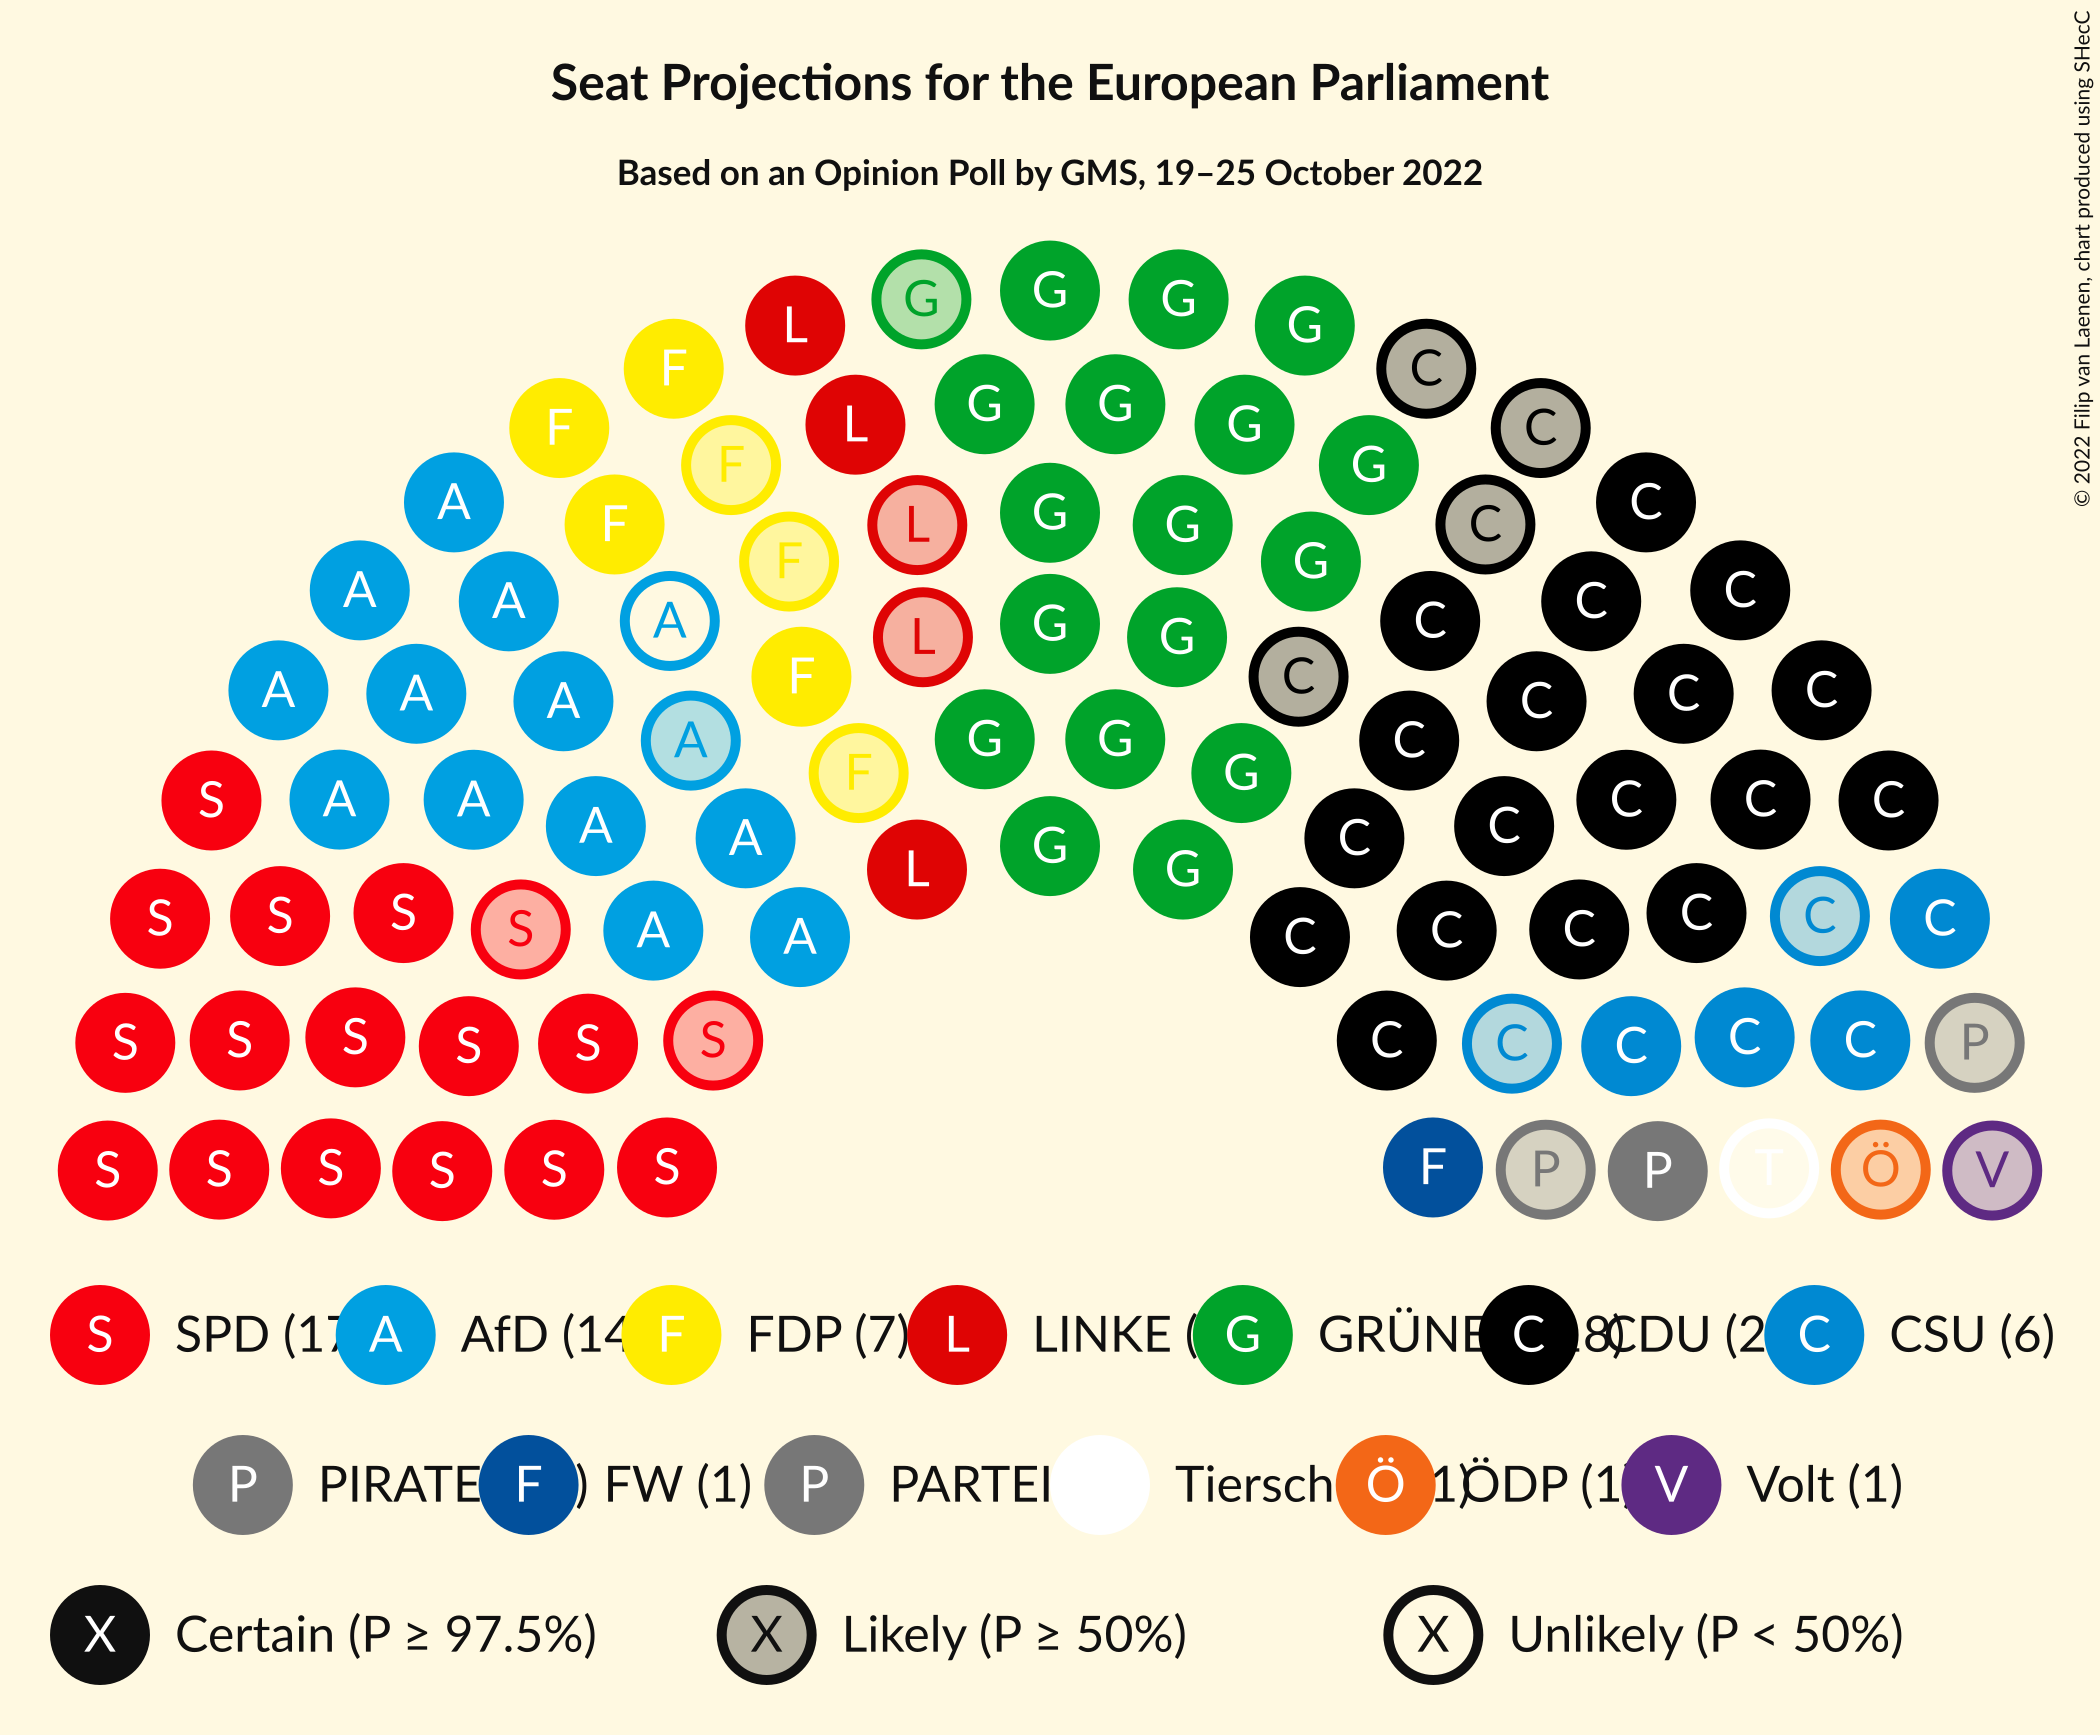 Seat Projections for the European Parliament
Based on an Opinion Poll by GMS, 19–25 October 2022
© 2022 Filip van Laenen, chart produced using SHecC
G G G G
L C
F G G G C
F L G C
F G C
A F L G G C C
A A F G C C
A A L G G C C
A A A F C C C
A A A G G G C C C
S A A A F C C C C
S S S S A A A L G G C C C C C C
S S S S S S C C C C C P
S S S S S S F P P T Ö V
S SPD (17 A AfD (14 F FDP (7) L LINKE ( G GRÜNE 8) C CDU (2 C CSU (6)
P PIRATE ) F FW (1) P PARTEI Tiersch 1) Ö ÖDP (1) V Volt (1)
X Certain (P ≥ 97.5%) X Likely (P ≥ 50%) X Unlikely (P < 50%)